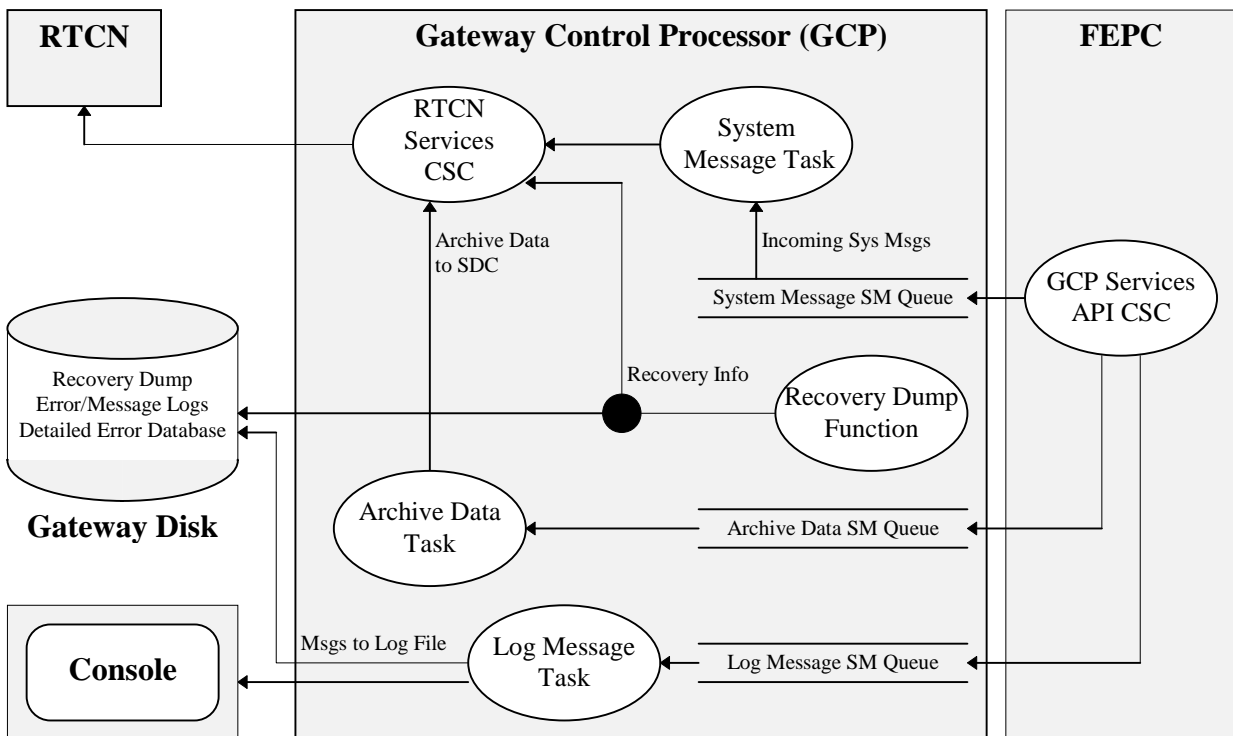 RTCN
Gateway Control Processor (GCP)
FEPC
RTCN
Services
CSC
System
Message Task
Archive Data
to SDC
Incoming Sys Msgs
System Message SM Queue
GCP Services
API CSC
Recovery Dump
Error/Message Logs
Detailed Error Database
Recovery Info
Recovery Dump
Function
Gateway Disk
Archive Data
Task
Archive Data SM Queue
Console
Msgs to Log File
Log Message
Task
Log Message SM Queue